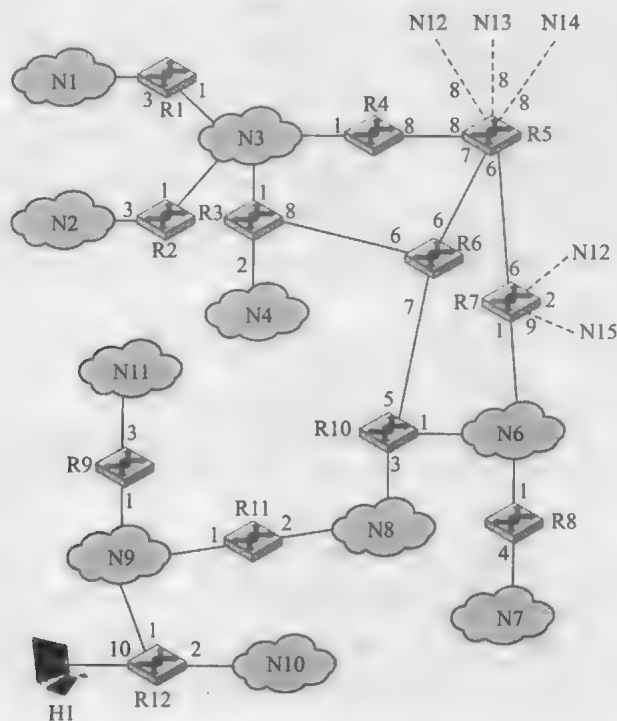 N12 N13 N14
8 8 8
N1 3 R1 1
N3 1 R4 8 8 R5
7 6
N2 3 1 R2
R3 1 8
2
N4
6 6 R6
7
6 N12
R7 2
1 9 N15
N11
3
R9
1
5
R10 1
3
N6
1
R8
4
N7
R11
1 2
N8
N9
1
10 2
R12
N10
H1